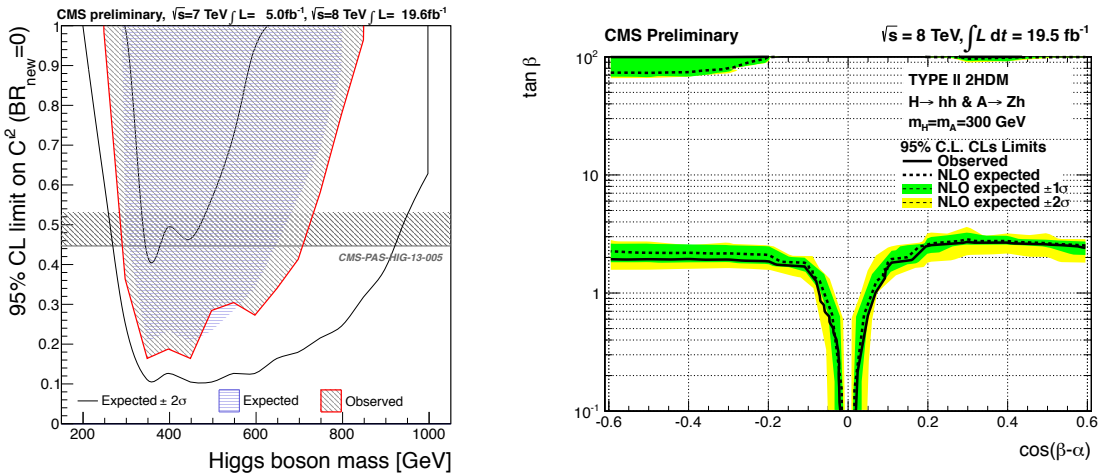 CMS preliminary, √s=7 TeV∫ L= 5.0fb⁻¹, √s=8 TeV∫ L= 19.6fb⁻¹
95% CL limit on C'² (BR_new=0)
1
0.9
0.8
0.7
0.6
0.5
0.4
0.3
0.2
0.1
0
CMS-PAS-HIG-13-005
Expected ± 2σ
Expected
Observed
200 400 600 800 1000
Higgs boson mass [GeV]
CMS Preliminary
√s = 8 TeV, ∫L dt = 19.5 fb⁻¹
tan β
10²
10
1
10⁻¹
TYPE II 2HDM
H→ hh & A→ Zh
m_H=m_A=300 GeV
95% C.L. CLs Limits
Observed
NLO expected
NLO expected ±1σ
NLO expected ±2σ
-0.6 -0.4 -0.2 0 0.2 0.4 0.6
cos(β-α)